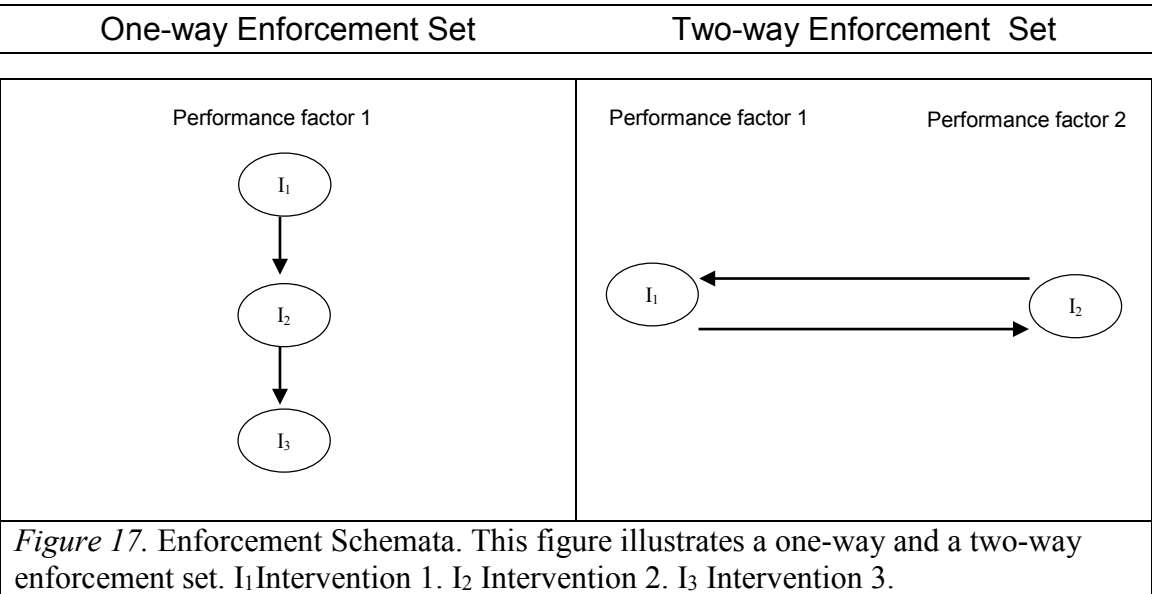 One-way Enforcement Set
Two-way Enforcement Set
Performance factor 1
I₁
I₂
I₃
Performance factor 1
Performance factor 2
I₁
I₂
Figure 17. Enforcement Schemata. This figure illustrates a one-way and a two-way
enforcement set. I₁Intervention 1. I₂ Intervention 2. I₃ Intervention 3.